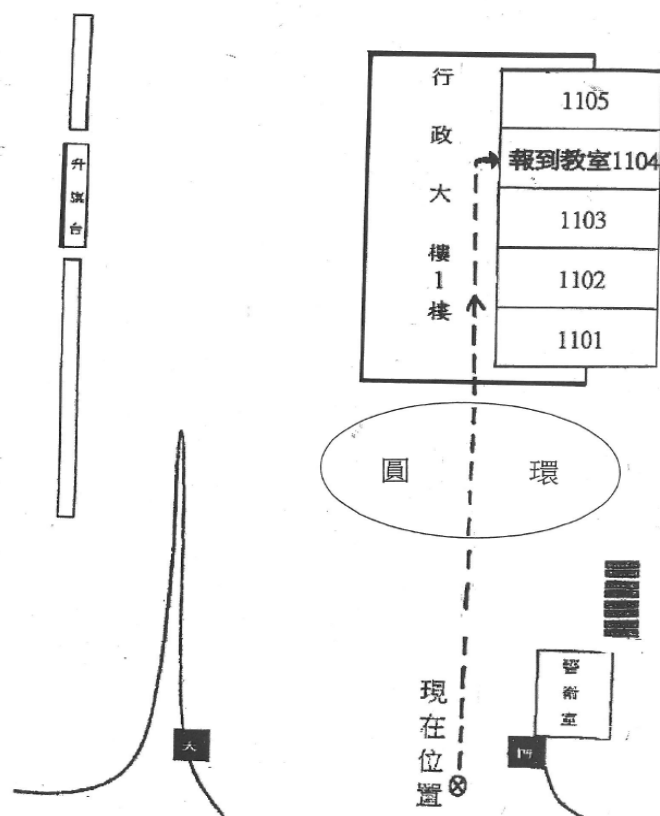 行政大樓1樓
1105
報到教室1104
1103
1102
1101
升旗台
圓環
警衛室
大
門
現在位置